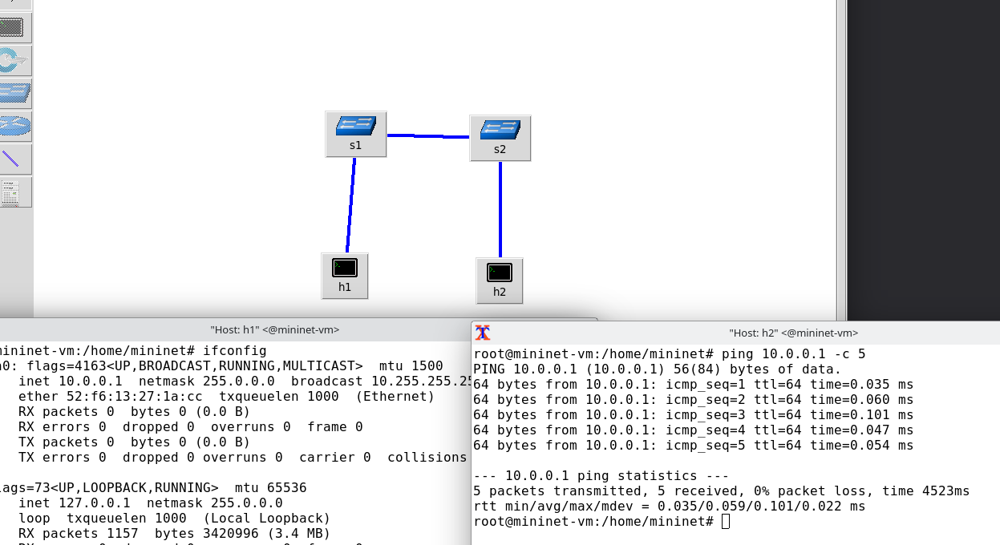 s1
s2
h1
h2
"Host: h1" <@mininet-vm>
mininet-vm:/home/mininet# ifconfig
flags=4163<UP,BROADCAST,RUNNING,MULTICAST>  mtu 1500
inet 10.0.0.1  netmask 255.0.0.0  broadcast 10.255.255.25
ether 52:f6:13:27:1a:cc  txqueuelen 1000  (Ethernet)
RX packets 0  bytes 0 (0.0 B)
RX errors 0  dropped 0  overruns 0  frame 0
TX packets 0  bytes 0 (0.0 B)
TX errors 0  dropped 0 overruns 0  carrier 0  collisions
ags=73<UP,LOOPBACK,RUNNING>  mtu 65536
inet 127.0.0.1  netmask 255.0.0.0
loop  txqueuelen 1000  (Local Loopback)
RX packets 1157  bytes 3420996 (3.4 MB)
"Host: h2" <@mininet-vm>
root@mininet-vm:/home/mininet# ping 10.0.0.1 -c 5
PING 10.0.0.1 (10.0.0.1) 56(84) bytes of data.
64 bytes from 10.0.0.1: icmp_seq=1 ttl=64 time=0.035 ms
64 bytes from 10.0.0.1: icmp_seq=2 ttl=64 time=0.060 ms
64 bytes from 10.0.0.1: icmp_seq=3 ttl=64 time=0.101 ms
64 bytes from 10.0.0.1: icmp_seq=4 ttl=64 time=0.047 ms
64 bytes from 10.0.0.1: icmp_seq=5 ttl=64 time=0.054 ms
--- 10.0.0.1 ping statistics ---
5 packets transmitted, 5 received, 0% packet loss, time 4523ms
rtt min/avg/max/mdev = 0.035/0.059/0.101/0.022 ms
root@mininet-vm:/home/mininet#